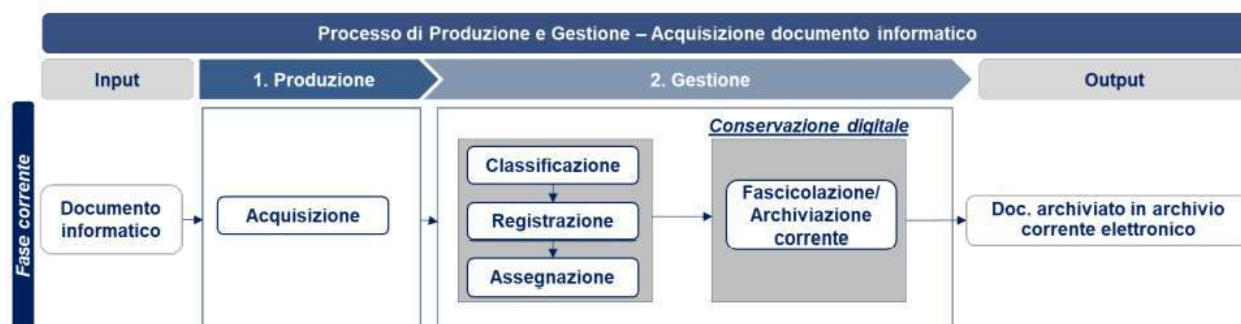 Processo di Produzione e Gestione – Acquisizione documento informatico
Input
1. Produzione
2. Gestione
Output
Fase corrente
Documento
informatico
Acquisizione
Classificazione
Registrazione
Assegnazione
Conservazione digitale
Fascicolazione/
Archiviazione
corrente
Doc. archiviato in archivio
corrente elettronico